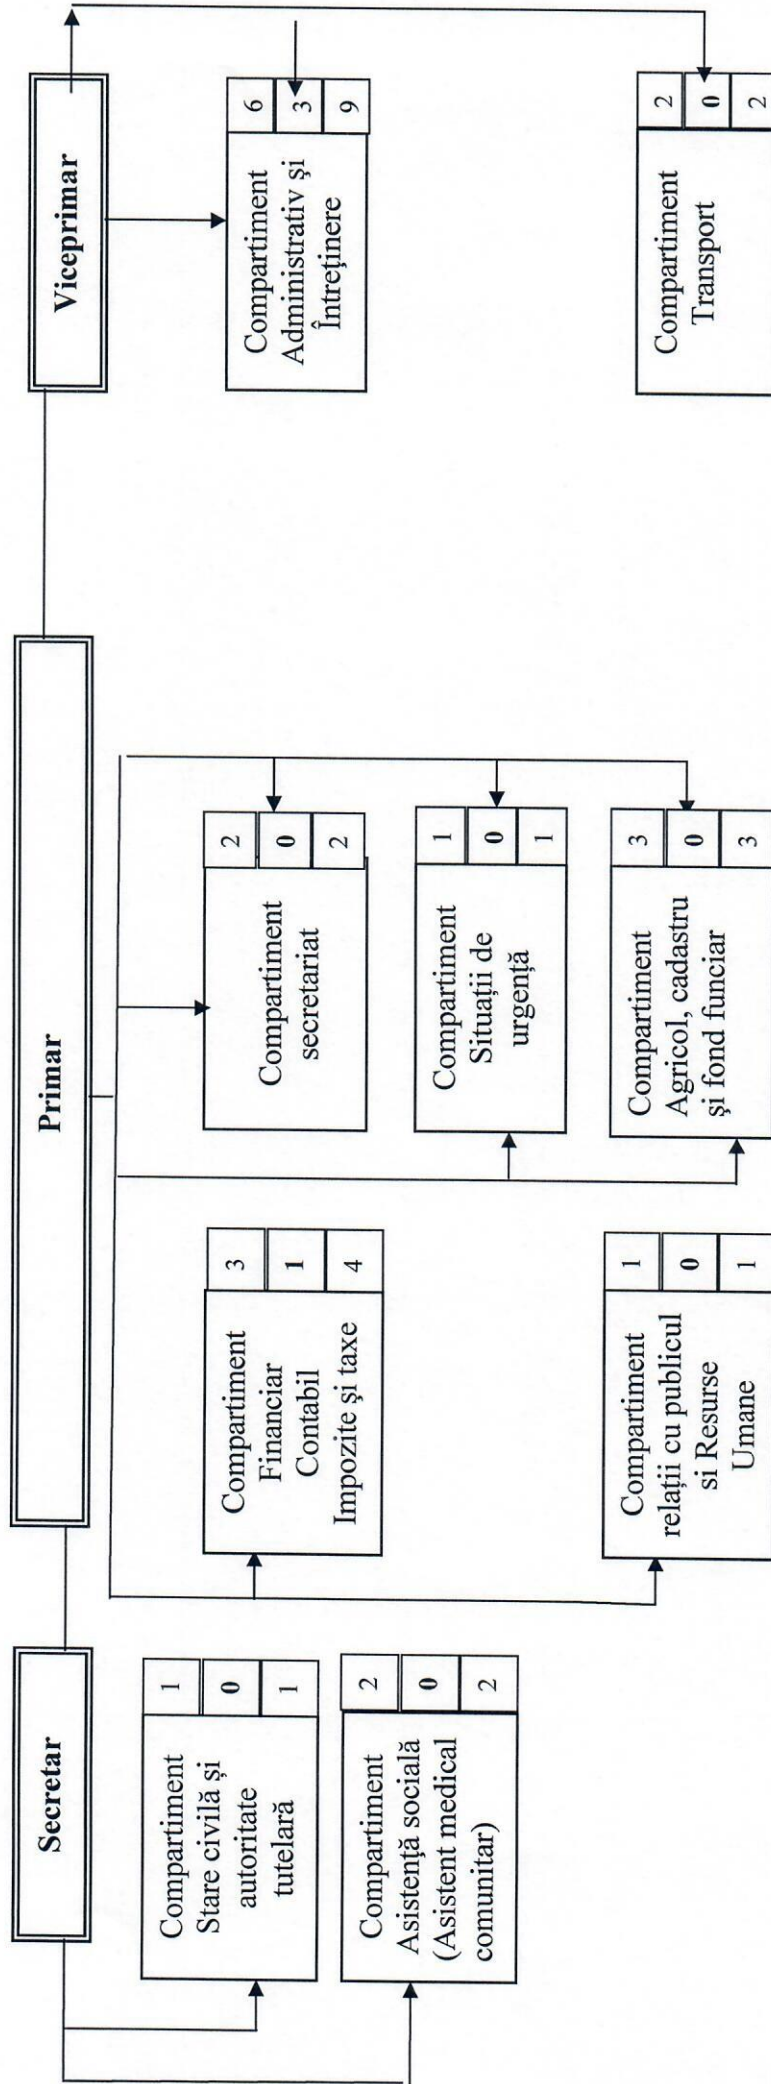 Secretar
Primar
Viceprimar
Compartiment
Stare civilă și
autoritate
tutelară
1
0
1
Compartiment
Asistență socială
(Asistent medical
comunitar)
2
0
2
Compartiment
Financiar
Contabil
Impozite și taxe
3
1
4
Compartiment
relații cu publicul
si Resurse
Umane
1
0
1
Compartiment
secretariat
2
0
2
Compartiment
Situații de
urgență
1
0
1
Compartiment
Agricol, cadastru
și fond funciar
3
0
3
Compartiment
Administrativ și
Întreținere
6
3
9
Compartiment
Transport
2
0
2